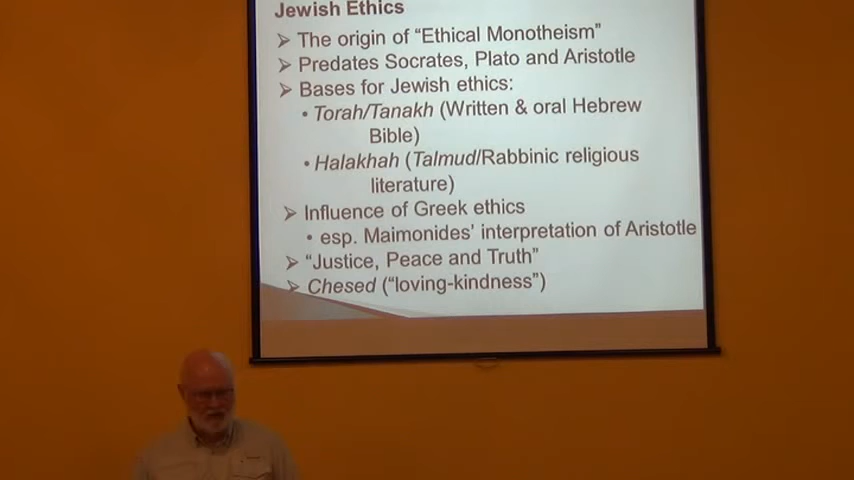 Jewish Ethics
➢ The origin of “Ethical Monotheism”
➢ Predates Socrates, Plato and Aristotle
➢ Bases for Jewish ethics:
• Torah/Tanakh (Written & oral Hebrew
Bible)
• Halakhah (Talmud/Rabbinic religious
literature)
➢ Influence of Greek ethics
• esp. Maimonides’ interpretation of Aristotle
➢ “Justice, Peace and Truth”
➢ Chesed (“loving-kindness”)